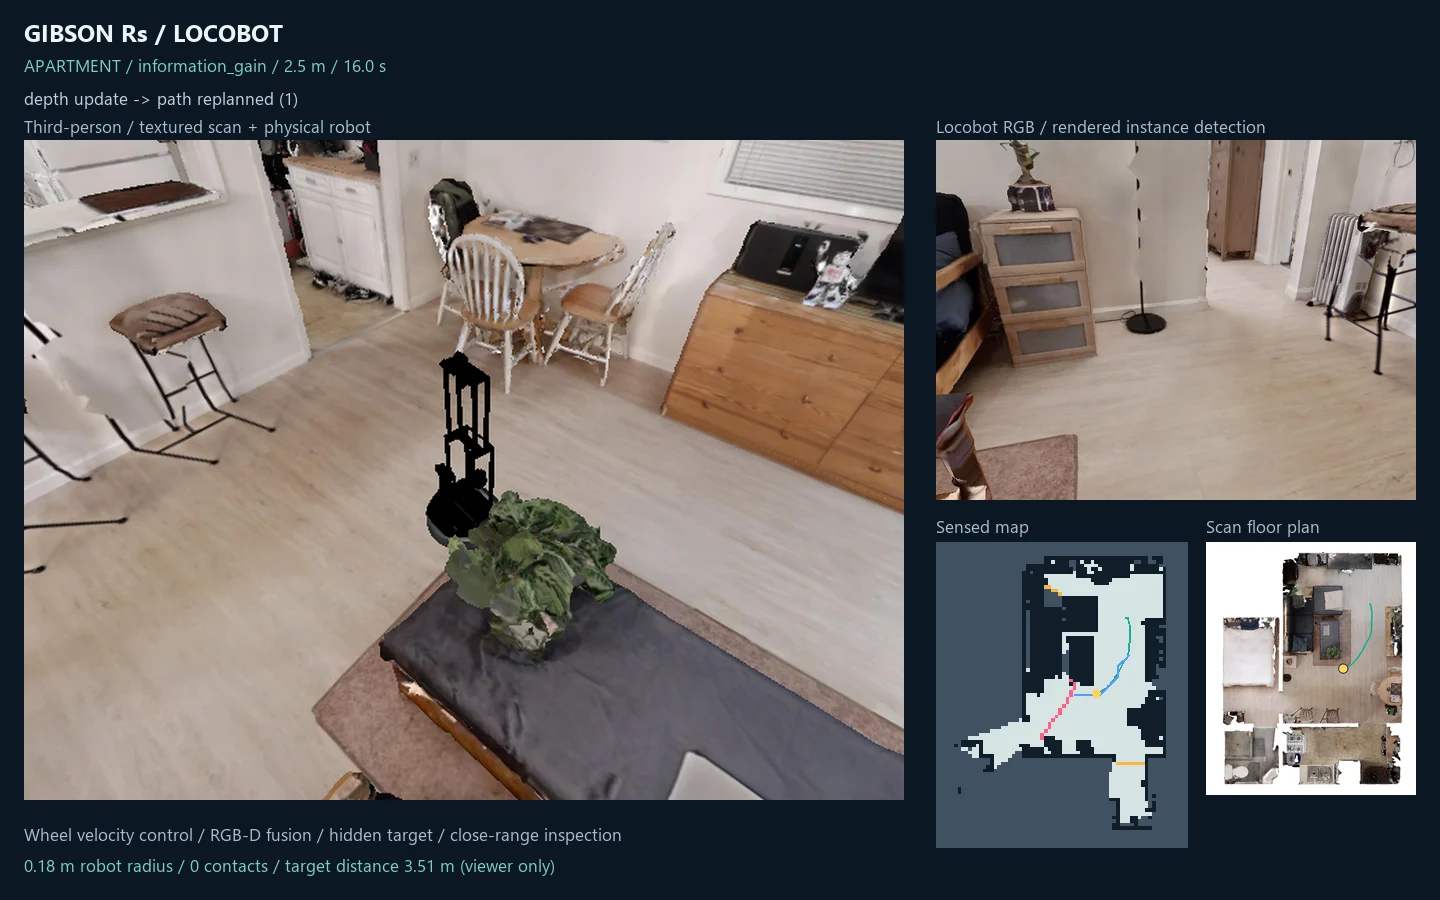 GIBSON Rs / LOCOBOT
APARTMENT / information_gain / 2.5 m / 16.0 s
depth update -> path replanned (1)
Third-person / textured scan + physical robot
Locobot RGB / rendered instance detection
Sensed map
Scan floor plan
Wheel velocity control / RGB-D fusion / hidden target / close-range inspection
0.18 m robot radius / 0 contacts / target distance 3.51 m (viewer only)